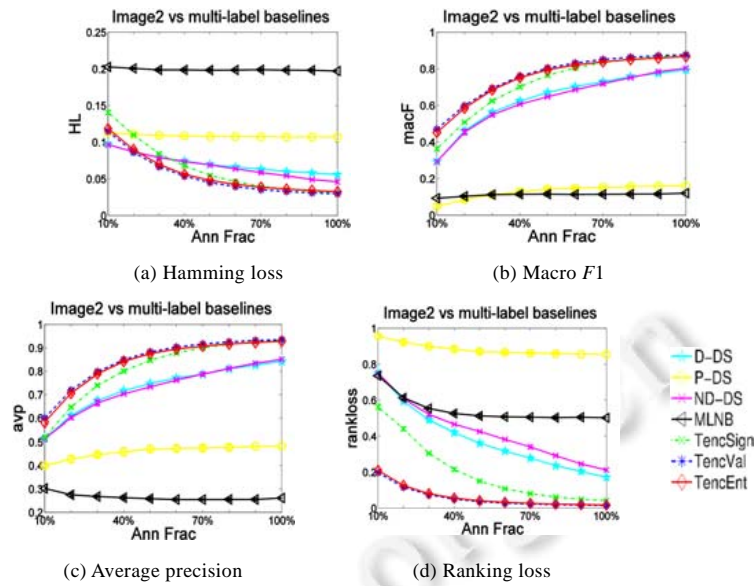 Image2 vs multi-label baselines
0.25
0.2
0.15
0.1
0.05
0
HL
10% 40% 70% 100%
Ann Frac
(a) Hamming loss
Image2 vs multi-label baselines
1
0.8
0.6
0.4
0.2
0
macF
10% 40% 70% 100%
Ann Frac
(b) Macro F1
Image2 vs multi-label baselines
1
0.9
0.8
0.7
0.6
0.5
0.4
0.3
0.2
avp
10% 40% 70% 100%
Ann Frac
(c) Average precision
Image2 vs multi-label baselines
1
0.8
0.6
0.4
0.2
0
rankloss
10% 40% 70% 100%
Ann Frac
(d) Ranking loss
D-DS
P-DS
ND-DS
MLNB
TencSign
TencVal
TencEnt